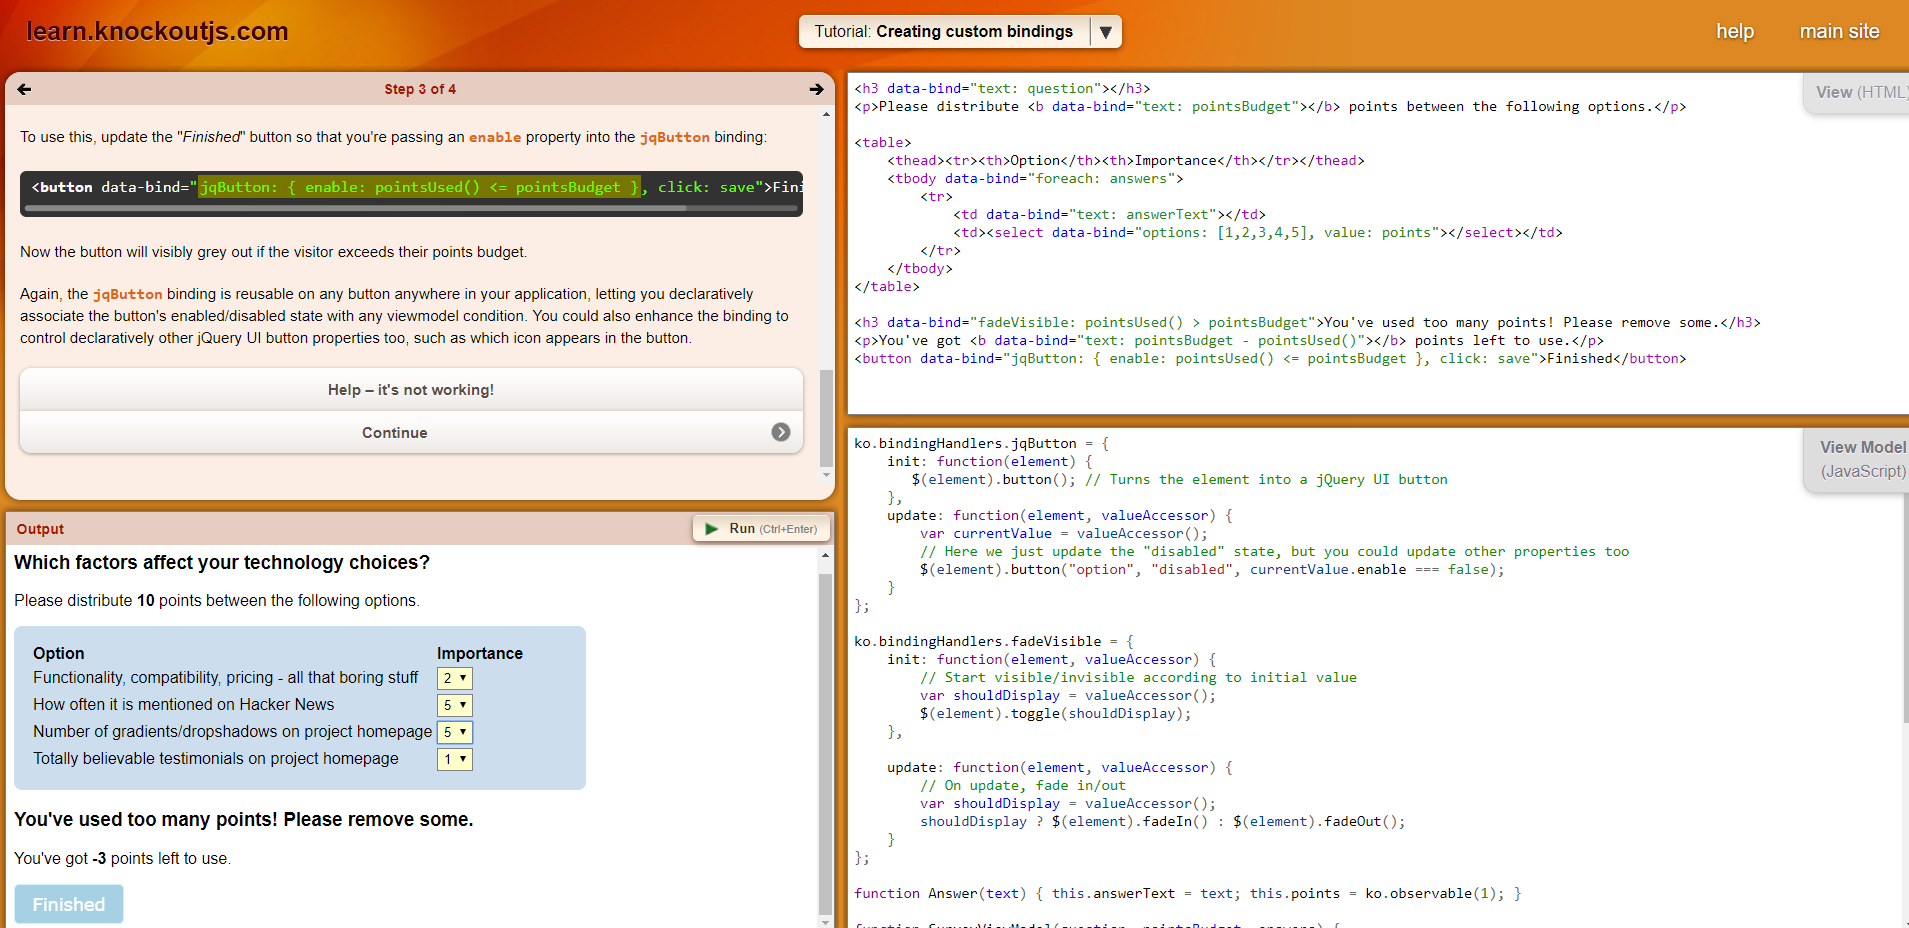 learn.knockoutjs.com
Tutorial: Creating custom bindings ▼
help
main site
Step 3 of 4
To use this, update the "Finished" button so that you're passing an enable property into the jqButton binding:
<button data-bind="jqButton: { enable: pointsUsed() <= pointsBudget }, click: save">Fini
Now the button will visibly grey out if the visitor exceeds their points budget.
Again, the jqButton binding is reusable on any button anywhere in your application, letting you declaratively
associate the button's enabled/disabled state with any viewmodel condition. You could also enhance the binding to
control declaratively other jQuery UI button properties too, such as which icon appears in the button.
Help – it's not working!
Continue
Output
Run (Ctrl+Enter)
Which factors affect your technology choices?
Please distribute 10 points between the following options.
Option Importance
Functionality, compatibility, pricing - all that boring stuff 2
How often it is mentioned on Hacker News 5
Number of gradients/dropshadows on project homepage 5
Totally believable testimonials on project homepage 1
You've used too many points! Please remove some.
You've got -3 points left to use.
Finished
View (HTML)
<h3 data-bind="text: question"></h3>
<p>Please distribute <b data-bind="text: pointsBudget"></b> points between the following options.</p>
<table>
<thead><tr><th>Option</th><th>Importance</th></tr></thead>
<tbody data-bind="foreach: answers">
<tr>
<td data-bind="text: answerText"></td>
<td><select data-bind="options: [1,2,3,4,5], value: points"></select></td>
</tr>
</tbody>
</table>
<h3 data-bind="fadeVisible: pointsUsed() > pointsBudget">You've used too many points! Please remove some.</h3>
<p>You've got <b data-bind="text: pointsBudget - pointsUsed()"></b> points left to use.</p>
<button data-bind="jqButton: { enable: pointsUsed() <= pointsBudget }, click: save">Finished</button>
View Model
(JavaScript)
ko.bindingHandlers.jqButton = {
init: function(element) {
$(element).button(); // Turns the element into a jQuery UI button
},
update: function(element, valueAccessor) {
var currentValue = valueAccessor();
// Here we just update the "disabled" state, but you could update other properties too
$(element).button("option", "disabled", currentValue.enable === false);
}
};
ko.bindingHandlers.fadeVisible = {
init: function(element, valueAccessor) {
// Start visible/invisible according to initial value
var shouldDisplay = valueAccessor();
$(element).toggle(shouldDisplay);
},
update: function(element, valueAccessor) {
// On update, fade in/out
var shouldDisplay = valueAccessor();
shouldDisplay ? $(element).fadeIn() : $(element).fadeOut();
}
};
function Answer(text) { this.answerText = text; this.points = ko.observable(1); }
function SurveyViewModel(question, pointsBudget, answers) {